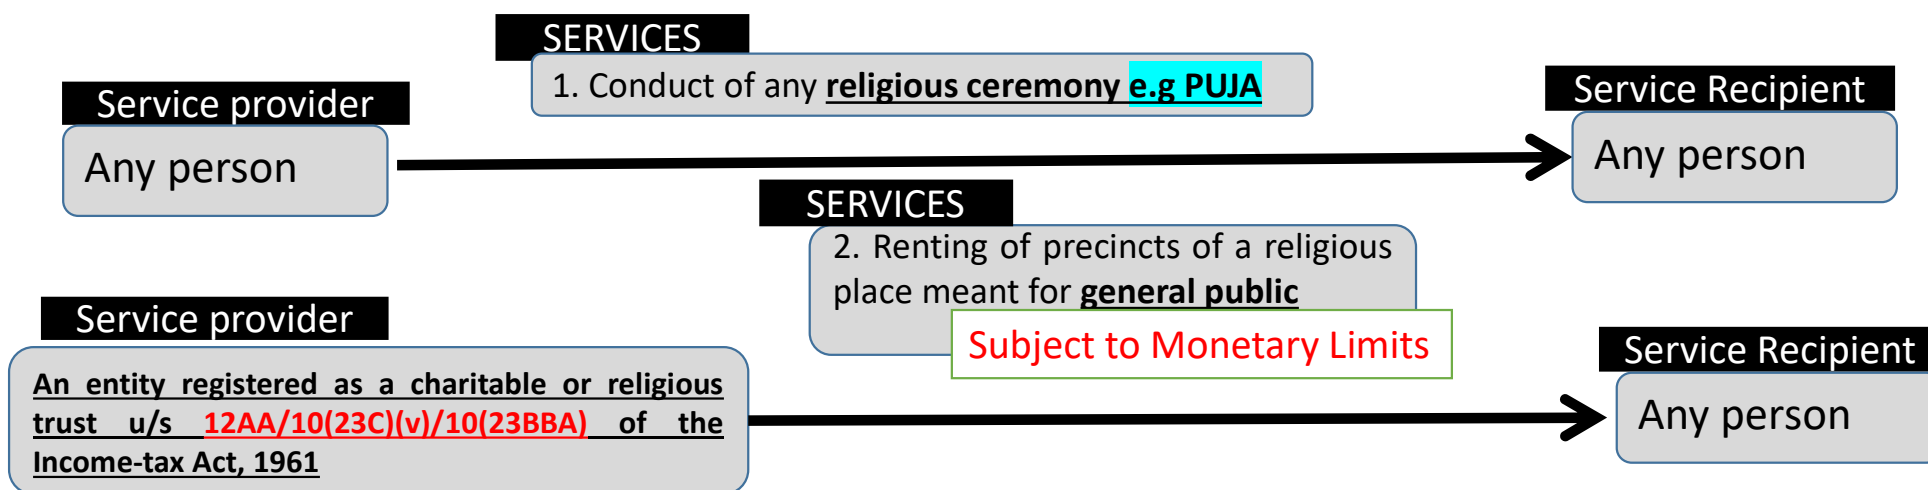 SERVICES
1. Conduct of any religious ceremony e.g PUJA
Service provider
Any person
Service Recipient
Any person
SERVICES
2. Renting of precincts of a religious
place meant for general public
Subject to Monetary Limits
Service provider
An entity registered as a charitable or religious
trust u/s 12AA/10(23C)(v)/10(23BBA) of the
Income-tax Act, 1961
Service Recipient
Any person